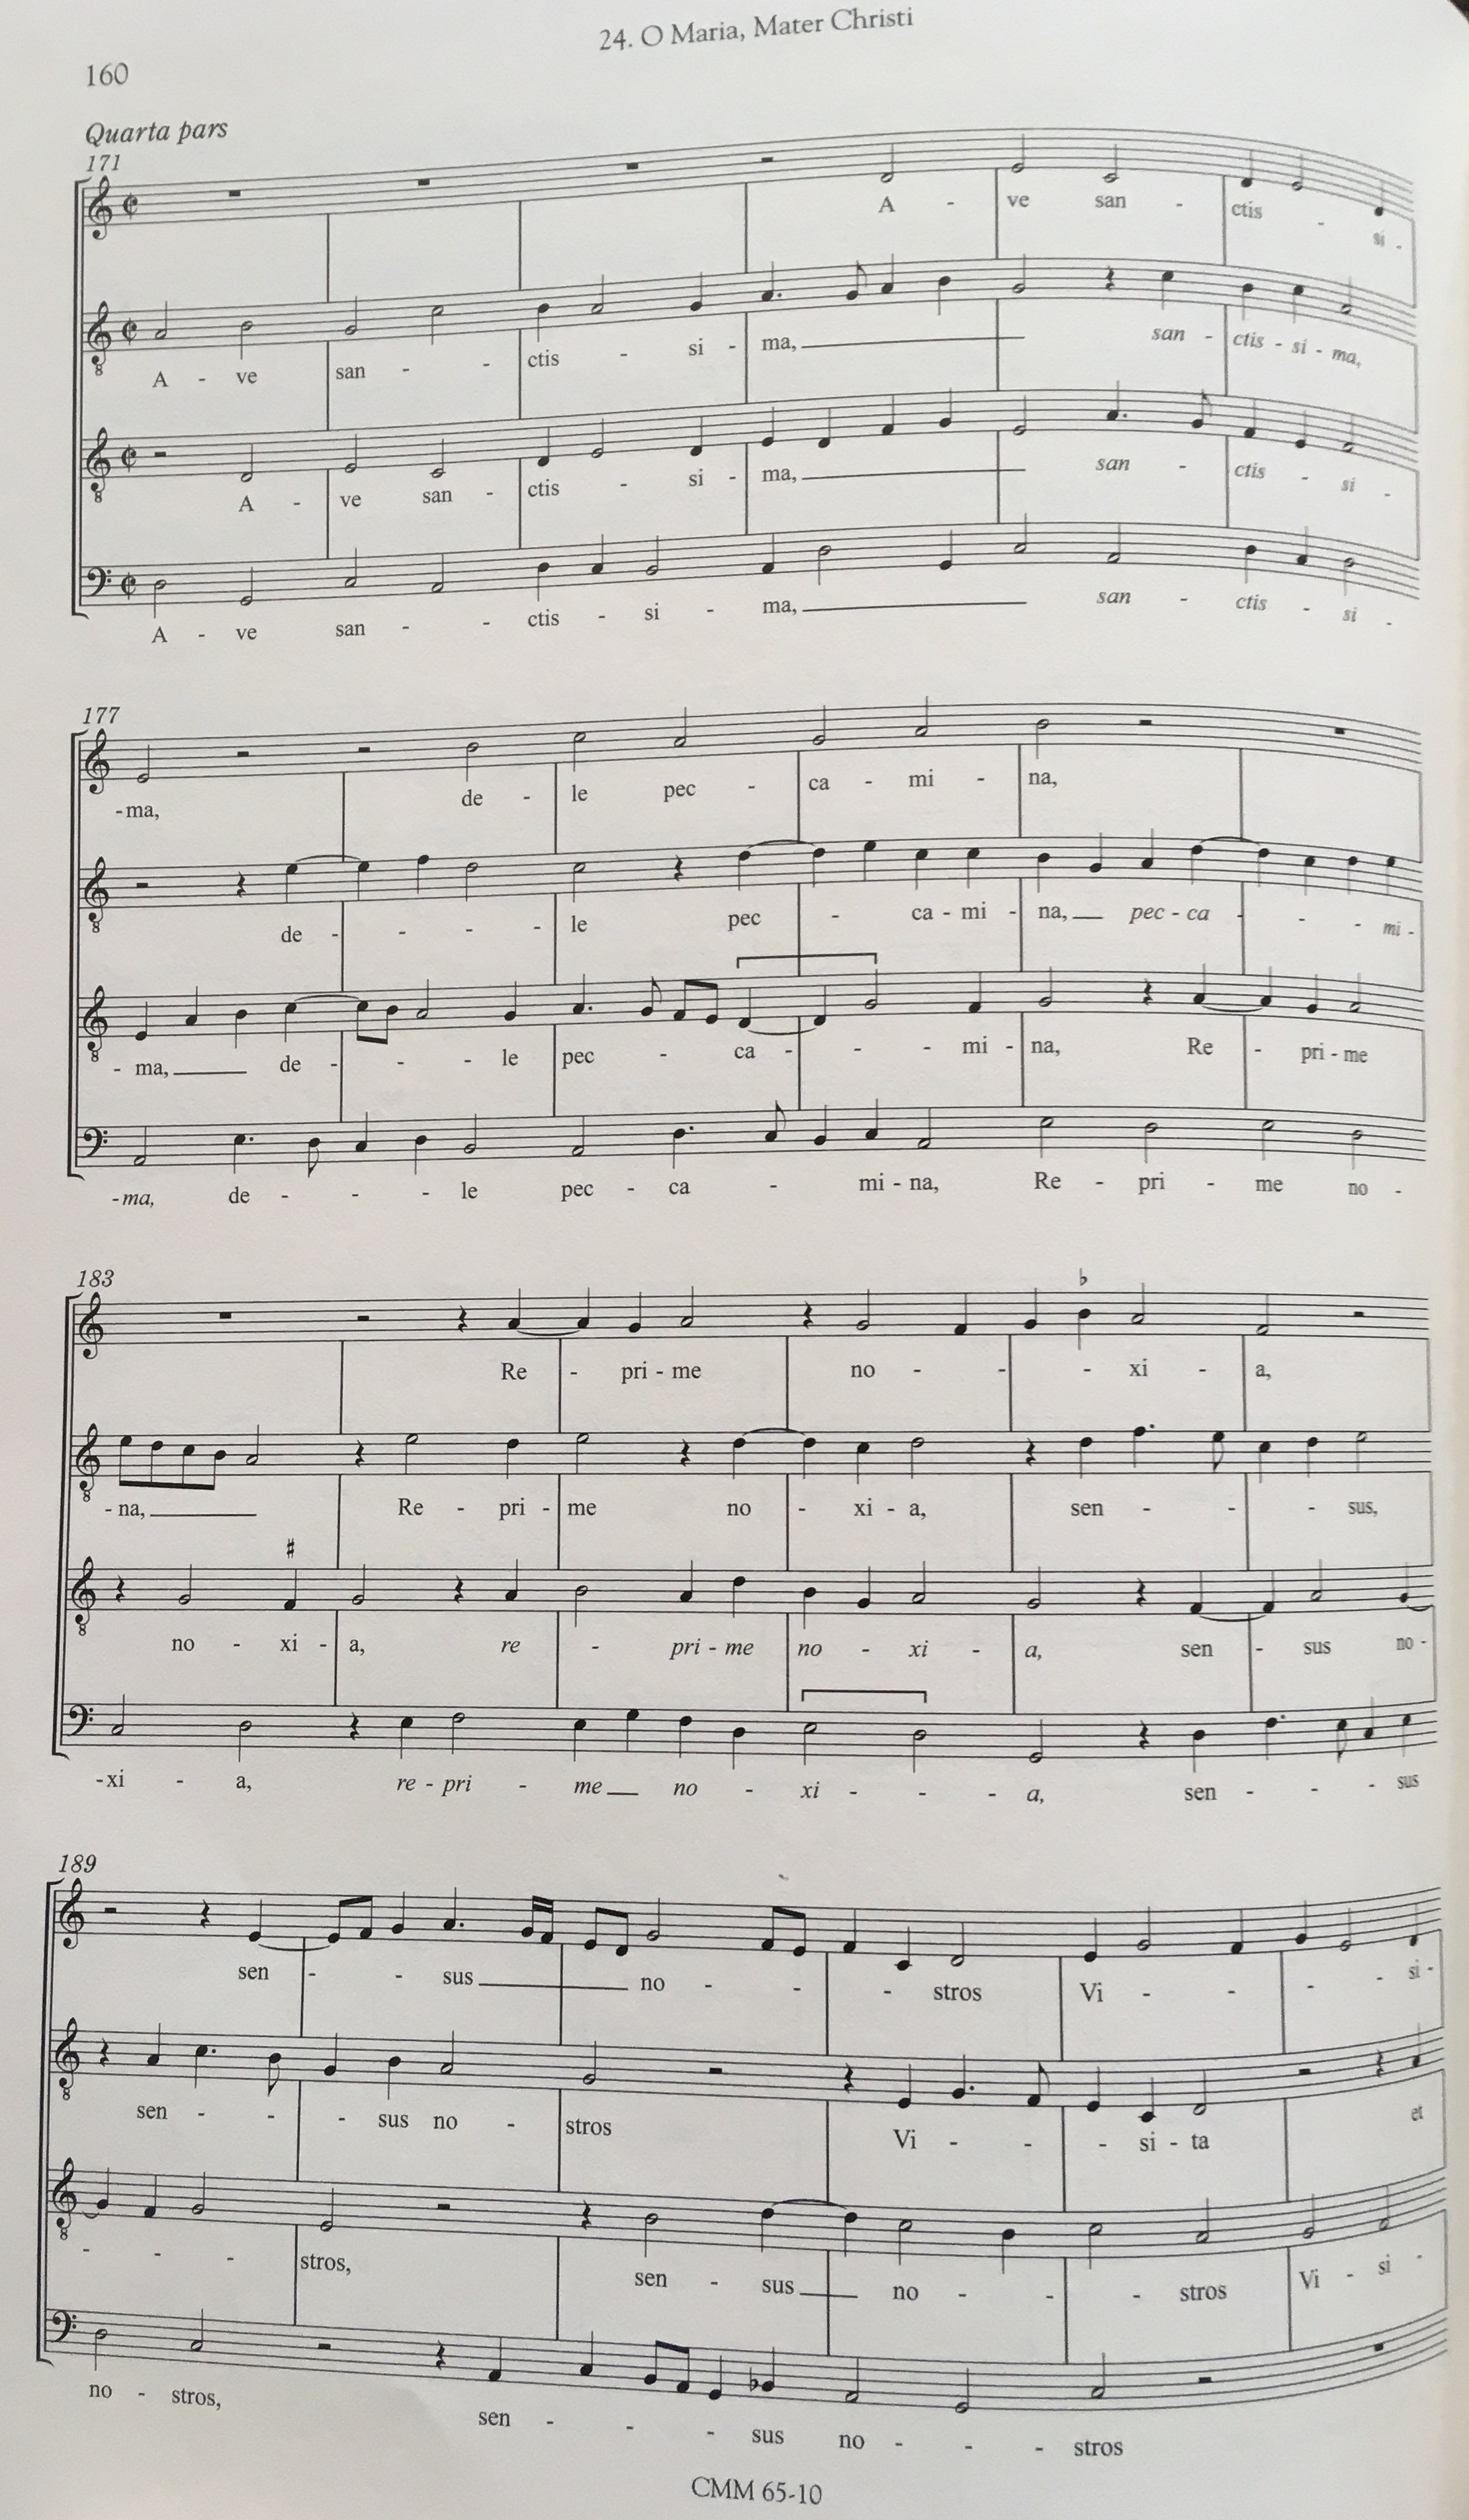 24. O Maria, Mater Christi
160
Quarta pars
171
A - ve san - ctis - si -
A - ve san - - ctis - si - ma, san - ctis - si - ma,
A - ve san - ctis - si - ma, san - ctis - si -
A - ve san - - ctis - si - ma, san - ctis - si -
177
-ma, de - le pec - ca - mi - na,
de - - - - le pec - ca - mi - na, pec - ca - - - mi -
- ma, de - - - le pec - ca - - - mi - na, Re - pri - me
-ma, de - - - le pec - ca - mi - na, Re - pri - me no -
183
Re - pri - me no - - - xi - a,
- na, Re - pri - me no - xi - a, sen - - - sus,
no - xi - a, re - pri - me no - xi - a, sen - sus no -
-xi - a, re - pri - me no - xi - - - a, sen - - - sus
189
sen - - sus no - - - stros Vi - - - - si -
sen - - - sus no - stros Vi - - - si - ta et
- - - stros, sen - sus no - - - stros Vi - si -
no - stros, sen - - - sus no - - - stros
CMM 65-10